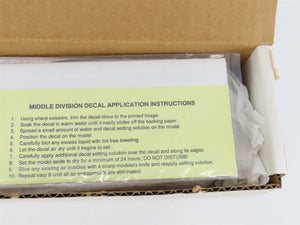 MIDDLE DIVISION DECAL APPLICATION INSTRUCTIONS
1. Using sharp scissors, trim the decal close to the printed image.
2. Soak the decal in warm water until it easily slides off the backing paper.
3. Spread a small amount of water and decal setting solution on the model.
4. Position the decal on the model.
5. Carefully blot any excess liquid with lint free toweling.
6. Let the decal air dry until it begins to set.
7. Carefully apply additional decal setting solution over the decal and along its edges.
8. Set the model aside to dry for a minimum of 24 hours, DO NOT DISTURB!
9. Slice any existing air bubbles with a sharp modelers knife and reapply setting solution.
10. Repeat step 9 until all air bubbles are eliminated.